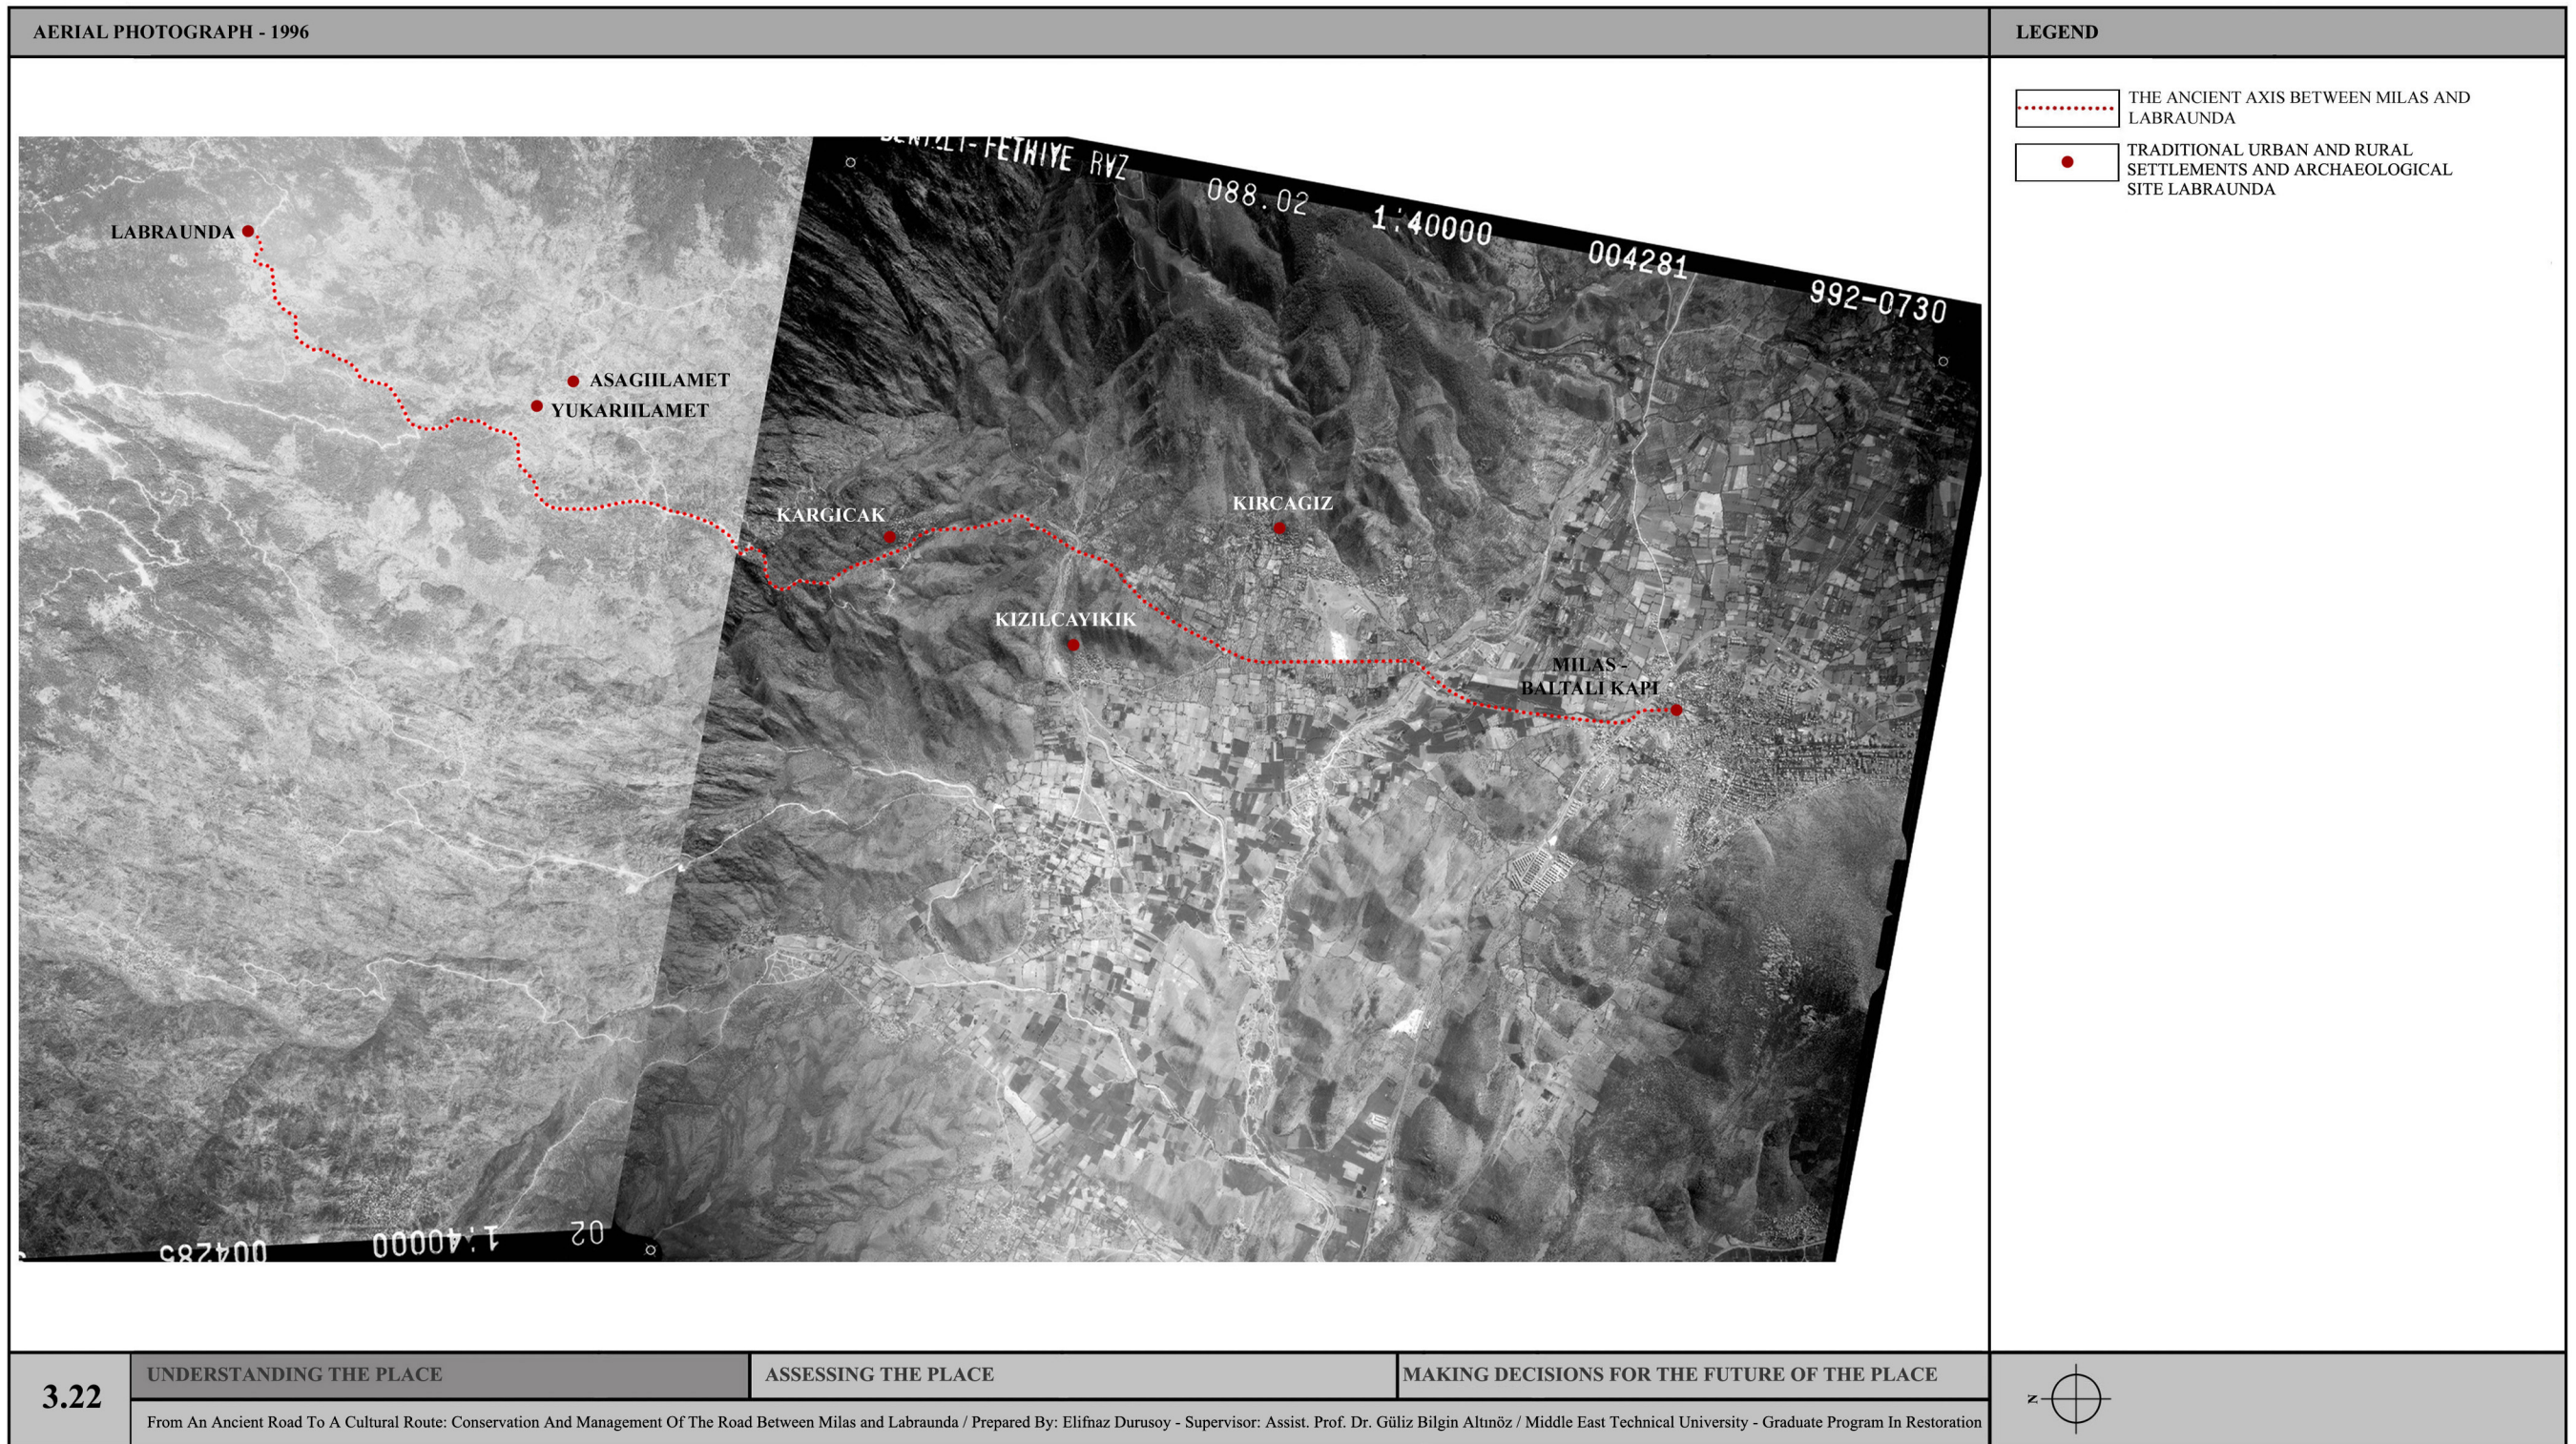 AERIAL PHOTOGRAPH - 1996
LEGEND
THE ANCIENT AXIS BETWEEN MILAS AND
LABRAUNDA
TRADITIONAL URBAN AND RURAL
SETTLEMENTS AND ARCHAEOLOGICAL
SITE LABRAUNDA
FETHIYE
088.02
1:40000
004281
992-0730
LABRAUNDA
ASAGIILAMET
YUKARIILAMET
KARGICAK
KIRCAGIZ
KIZILCAYIKIK
MILAS -
BALTALI KAPI
004285
1:40000
02
3.22
UNDERSTANDING THE PLACE
ASSESSING THE PLACE
MAKING DECISIONS FOR THE FUTURE OF THE PLACE
From An Ancient Road To A Cultural Route: Conservation And Management Of The Road Between Milas and Labraunda / Prepared By: Elifnaz Durusoy - Supervisor: Assist. Prof. Dr. Güliz Bilgin Altınöz / Middle East Technical University - Graduate Program In Restoration
N